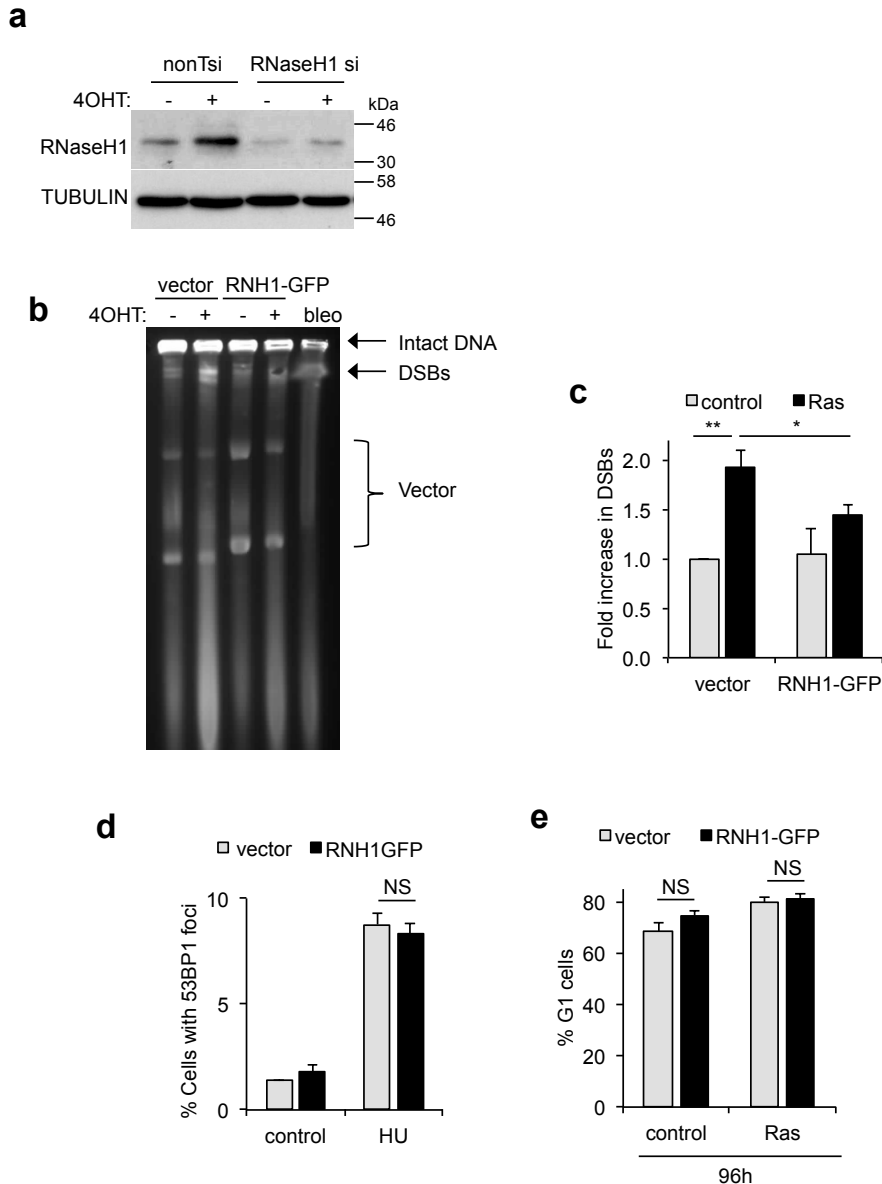 a
nonTsi RNaseH1 si
4OHT: - + - + kDa
RNaseH1
46
30
TUBULIN
58
46
b
vector RNH1-GFP
4OHT: - + - + bleo
Intact DNA
DSBs
Vector
c
control Ras
** *
Fold increase in DSBs
2.0
1.5
1.0
0.5
0.0
vector RNH1-GFP
d
vector RNH1GFP
NS
% Cells with 53BP1 foci
10
5
0
control HU
e
vector RNH1-GFP
NS NS
% G1 cells
80
60
40
20
0
control Ras
96h